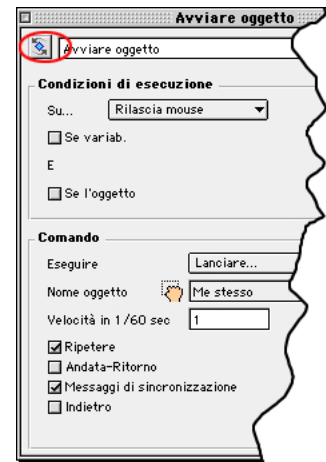 Avviare oggetto
Avviare oggetto
Condizioni di esecuzione
Su... Rilascia mouse
Se variab.
E
Se l'oggetto
Comando
Eseguire Lanciare...
Nome oggetto Me stesso
Velocità in 1/60 sec 1
Ripetere
Andata-Ritorno
Messaggi di sincronizzazione
Indietro